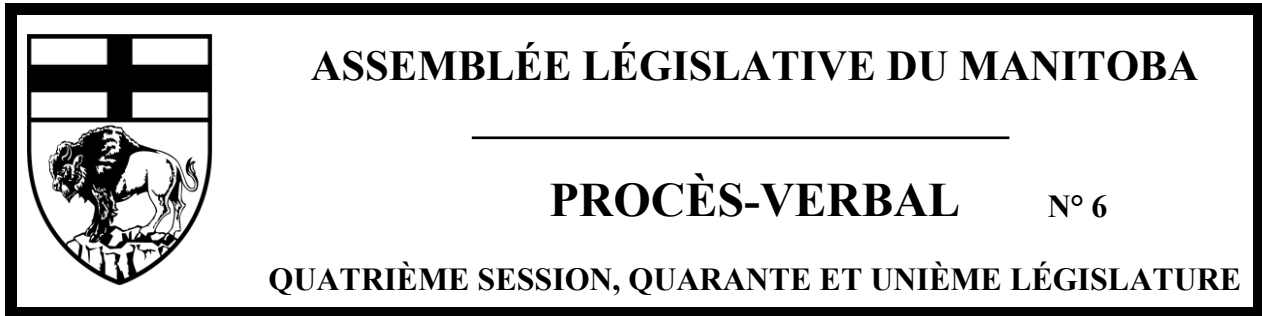 ASSEMBLÉE LÉGISLATIVE DU MANITOBA
PROCÈS-VERBAL N° 6
QUATRIÈME SESSION, QUARANTE ET UNIÈME LÉGISLATURE